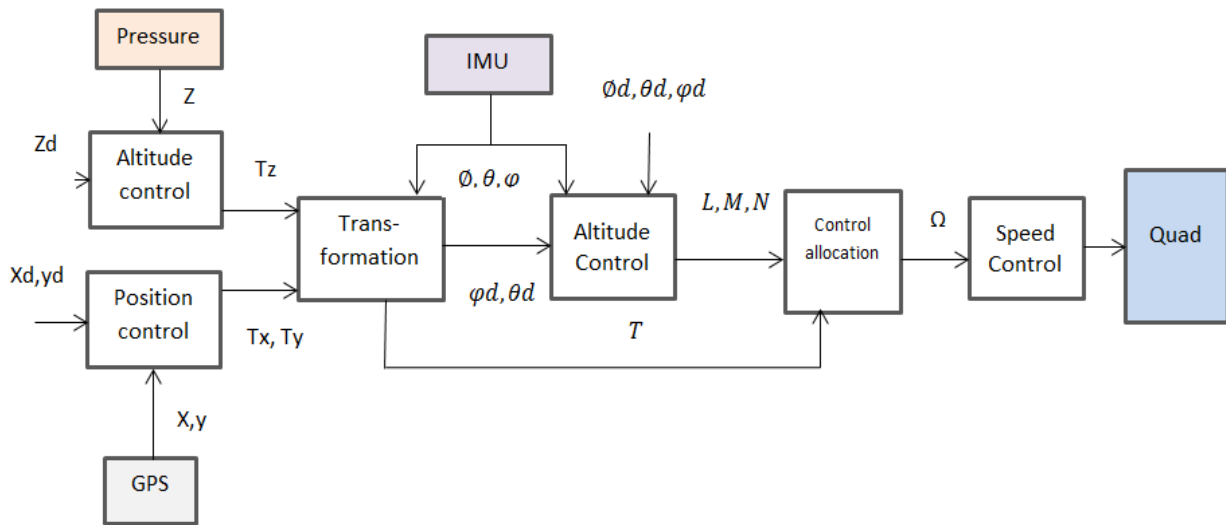 Pressure
IMU
Z
Ød,θd,φd
Zd
Altitude
control
Tz
Ø,θ,φ
Trans-
formation
Altitude
Control
L,M,N
Control
allocation
Ω
Speed
Control
Quad
Xd,yd
Position
control
Tx, Ty
φd,θd
T
X,y
GPS